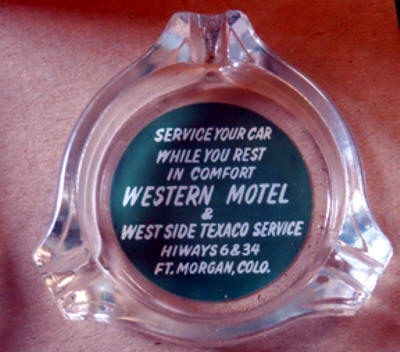 SERVICE YOUR CAR
WHILE YOU REST
IN COMFORT
WESTERN MOTEL
&
WEST SIDE TEXACO SERVICE
HIWAYS 6 & 34
FT. MORGAN, COLO.